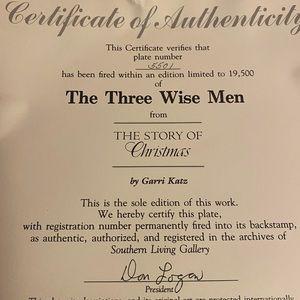 Certificate of Authenticity
This Certificate verifies that
plate number
5501
has been fired within an edition limited to 19,500
of
The Three Wise Men
from
THE STORY OF
Christmas
by Garri Katz
This is the sole edition of this work.
We hereby certify this plate,
with registration number permanently fired into its backstamp,
as authentic, authorized, and registered in the archives of
Southern Living Gallery
Don Logan
President